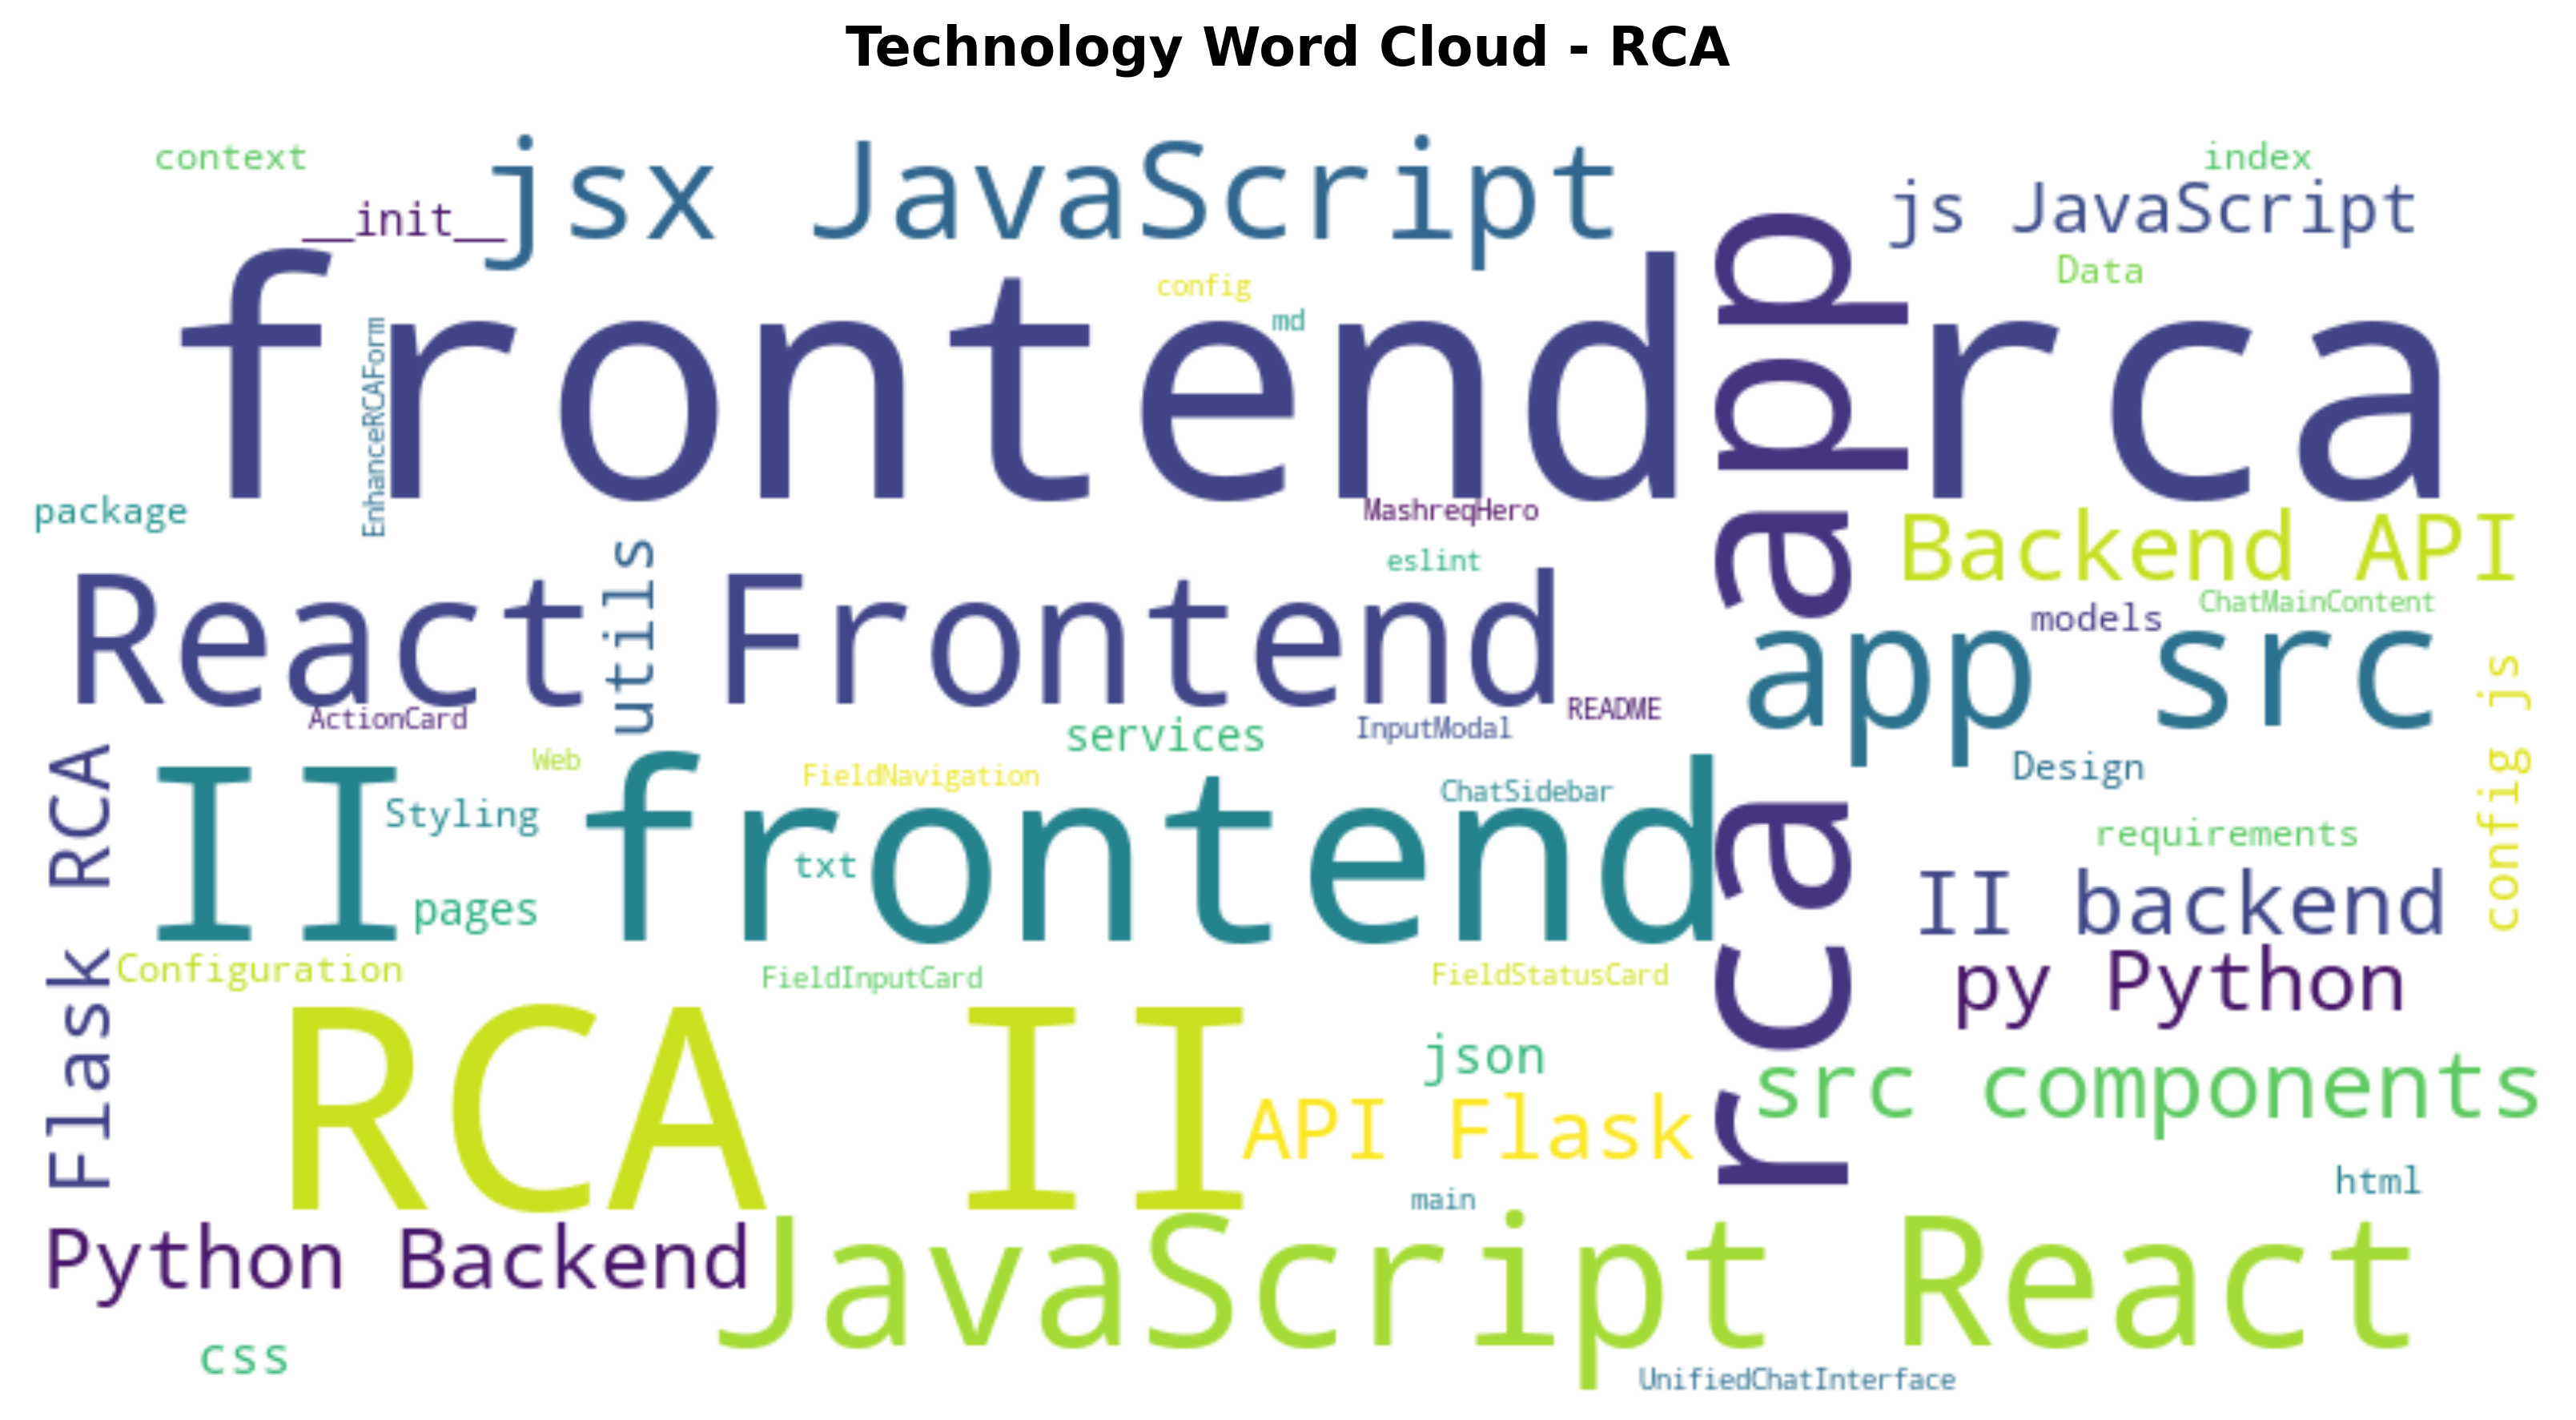 Technology Word Cloud - RCA
context
index
jsx JavaScript
js JavaScript
__init__
Data
config
md
frontend
rca
EnhanceRCAForm
rca app
package
MashreqHero
Backend API
eslint
utils
React Frontend
models
ChatMainContent
app src
ActionCard
README
services
InputModal
config js
Web
FieldNavigation
ChatSidebar
Design
II frontend
Styling
txt
pages
requirements
II backend
Flask RCA
Configuration
FieldInputCard
FieldStatusCard
py Python
RCA II
json
API Flask
src components
main
html
Python Backend
JavaScript React
css
UnifiedChatInterface